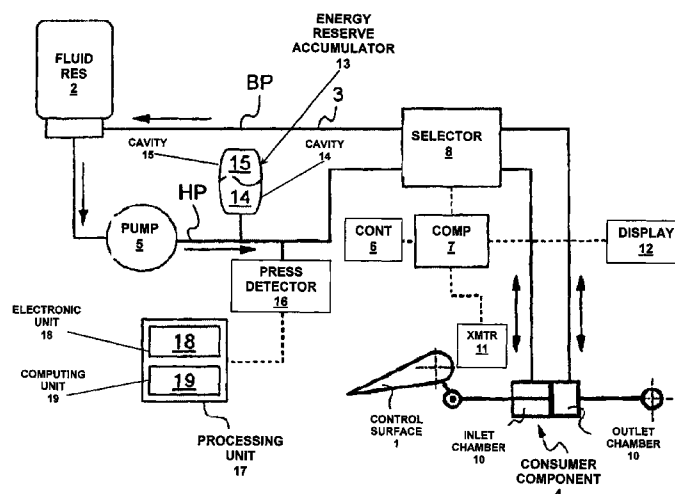 FLUID
RES
2
ENERGY
RESERVE
ACCUMULATOR
13
BP
3
CAVITY
15
CAVITY
14
15
14
SELECTOR
8
HP
PUMP
5
CONT
6
COMP
7
DISPLAY
12
PRESS
DETECTOR
16
XMTR
11
ELECTRONIC
UNIT
18
18
COMPUTING
UNIT
19
19
PROCESSING
UNIT
17
CONTROL
SURFACE
1
INLET
CHAMBER
10
OUTLET
CHAMBER
10
CONSUMER
COMPONENT
4